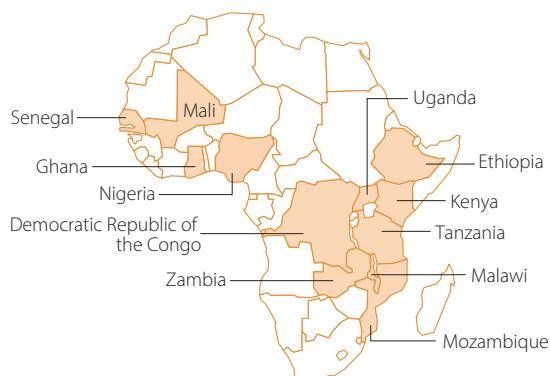 Uganda
Mali
Senegal
Ethiopia
Ghana
Nigeria
Kenya
Democratic Republic of
the Congo
Tanzania
Zambia
Malawi
Mozambique